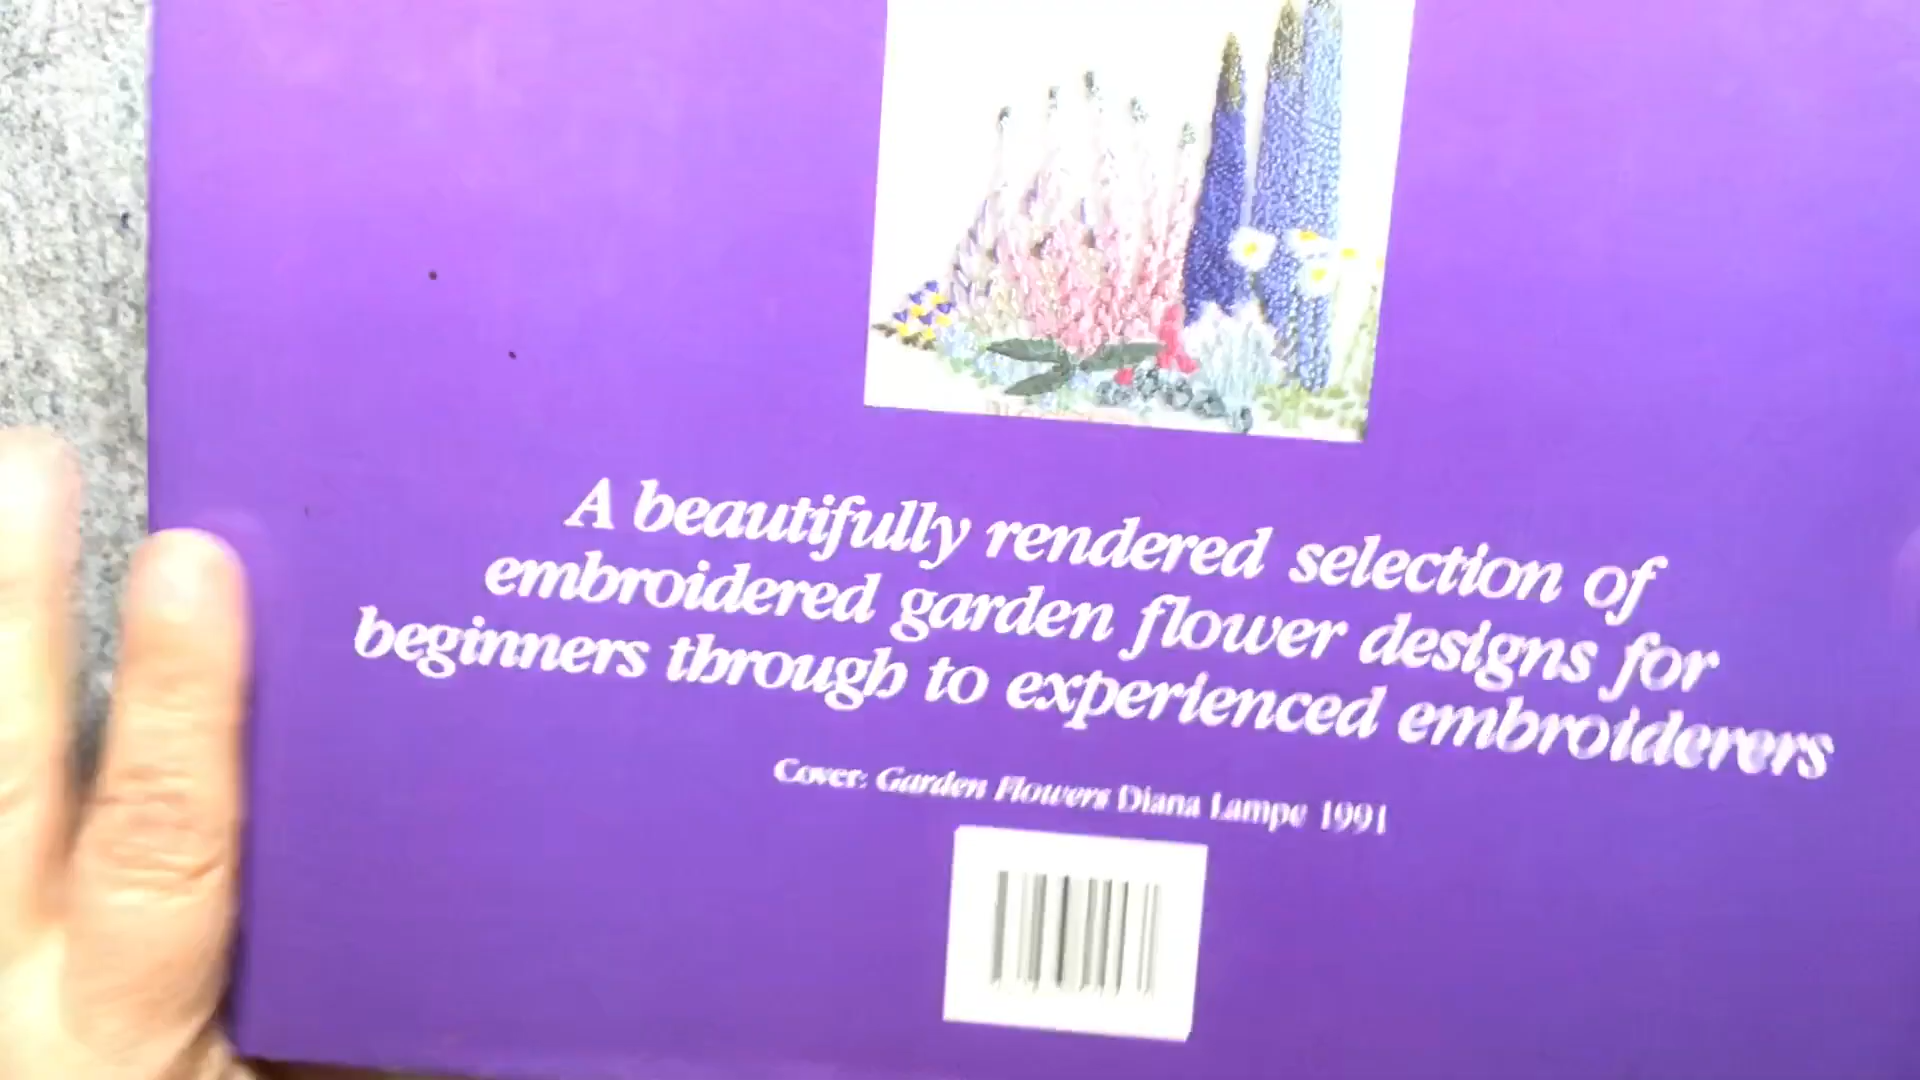 A beautifully rendered selection of
embroidered garden flower designs for
beginners through to experienced embroiderers
Cover: Garden Flowers Diana Lampe 1991